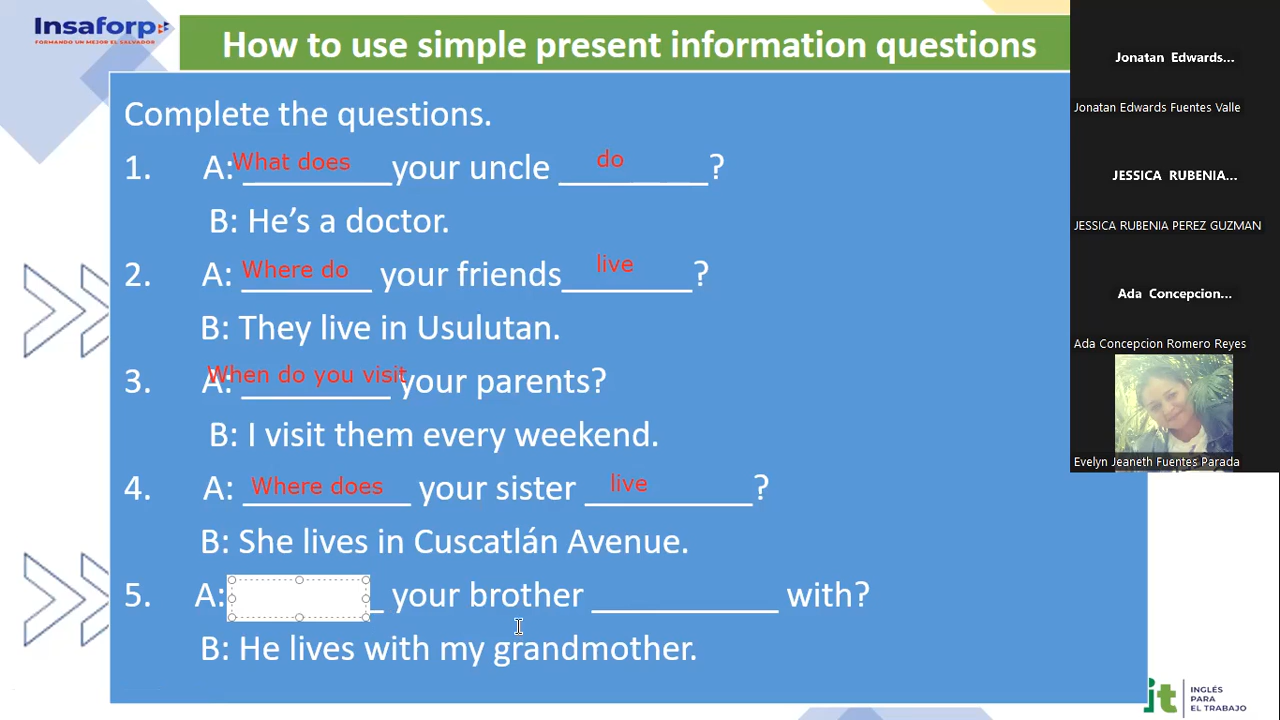 Insaforp
FORMANDO UN MEJOR EL SALVADOR
How to use simple present information questions
Complete the questions.
1. A: What does your uncle do ?
B: He’s a doctor.
2. A: Where do your friends live ?
B: They live in Usulutan.
3. A: When do you visit your parents?
B: I visit them every weekend.
4. A: Where does your sister live ?
B: She lives in Cuscatlán Avenue.
5. A: __________ your brother __________ with?
B: He lives with my grandmother.
Jonatan Edwards...
Jonatan Edwards Fuentes Valle
JESSICA RUBENIA...
JESSICA RUBENIA PEREZ GUZMAN
Ada Concepcion...
Ada Concepcion Romero Reyes
Evelyn Jeaneth Fuentes Parada
it
INGLÉS
PARA
EL TRABAJO